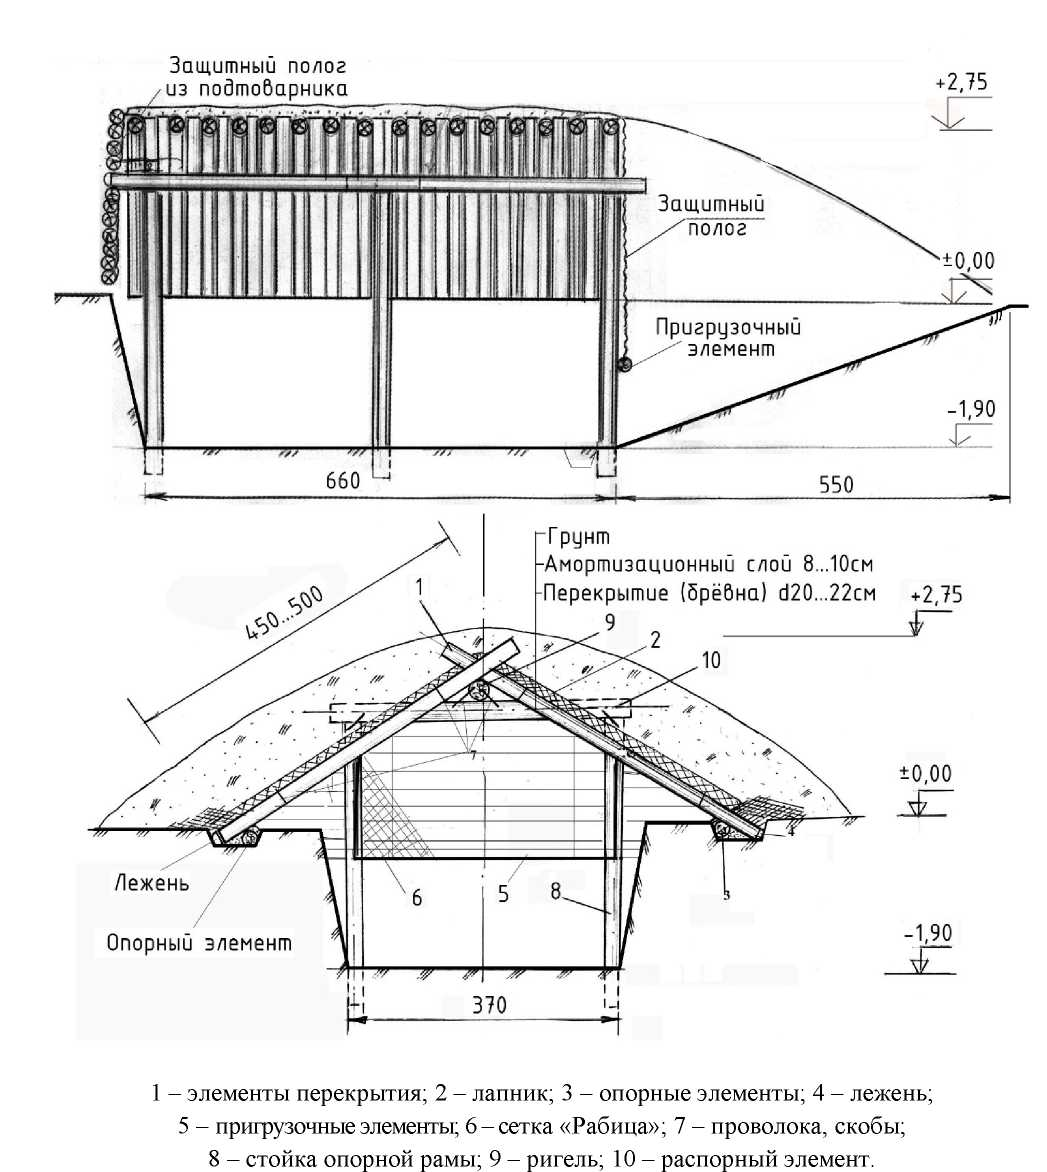 Защитный полог
из подтоварника
+2,75
Защитный
полог
±0,00
Пригрузочный
элемент
-1,90
660
550
450...500
Грунт
Амортизационный слой 8...10см
Перекрытие (брёвна) d20...22см
1
9
2
10
+2,75
7
±0,00
4
Лежень
6
5
8
3
Опорный элемент
-1,90
370
1 – элементы перекрытия; 2 – лапник; 3 – опорные элементы; 4 – лежень;
5 – пригрузочные элементы; 6 – сетка «Рабица»; 7 – проволока, скобы;
8 – стойка опорной рамы; 9 – ригель; 10 – распорный элемент.